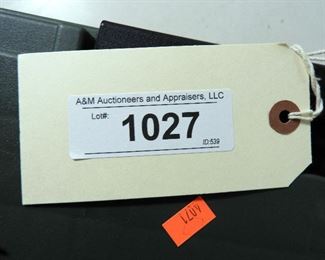 A&M Auctioneers and Appraisers, LLC
Lot#:
1027
ID:539